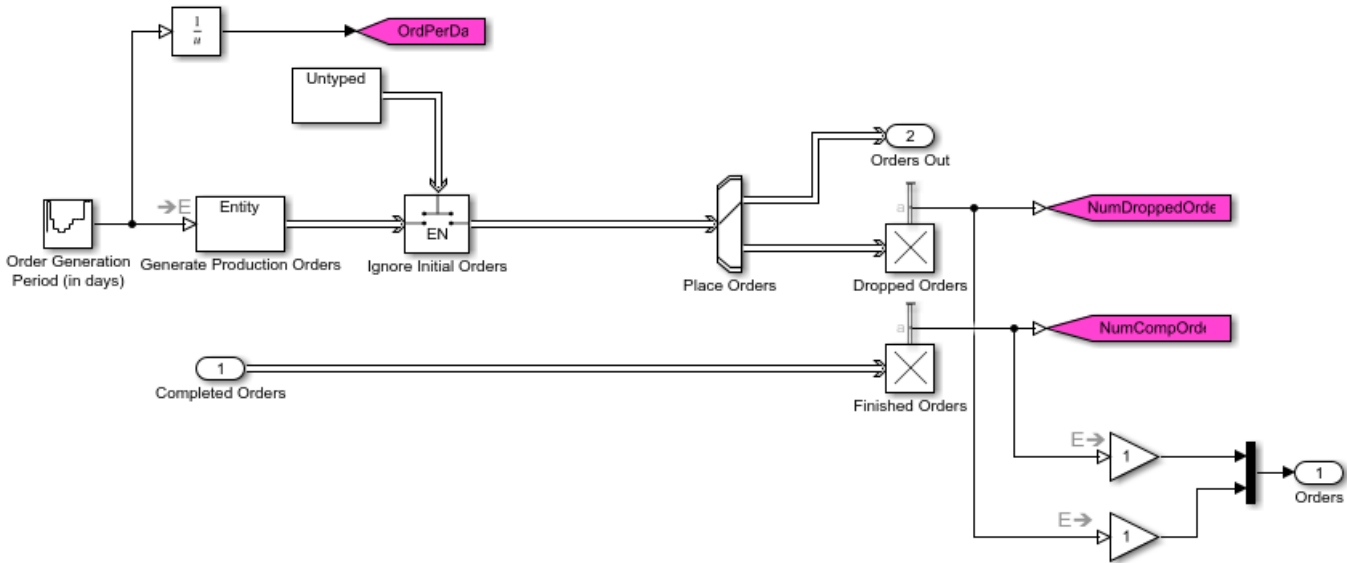 1
u
OrdPerDa
Untyped
2
Orders Out
E
Entity
EN
a
NumDroppedOrde
Order Generation
Period (in days)
Generate Production Orders
Ignore Initial Orders
Place Orders
Dropped Orders
a
NumCompOrde
1
Completed Orders
Finished Orders
E
1
1
Orders
E
1